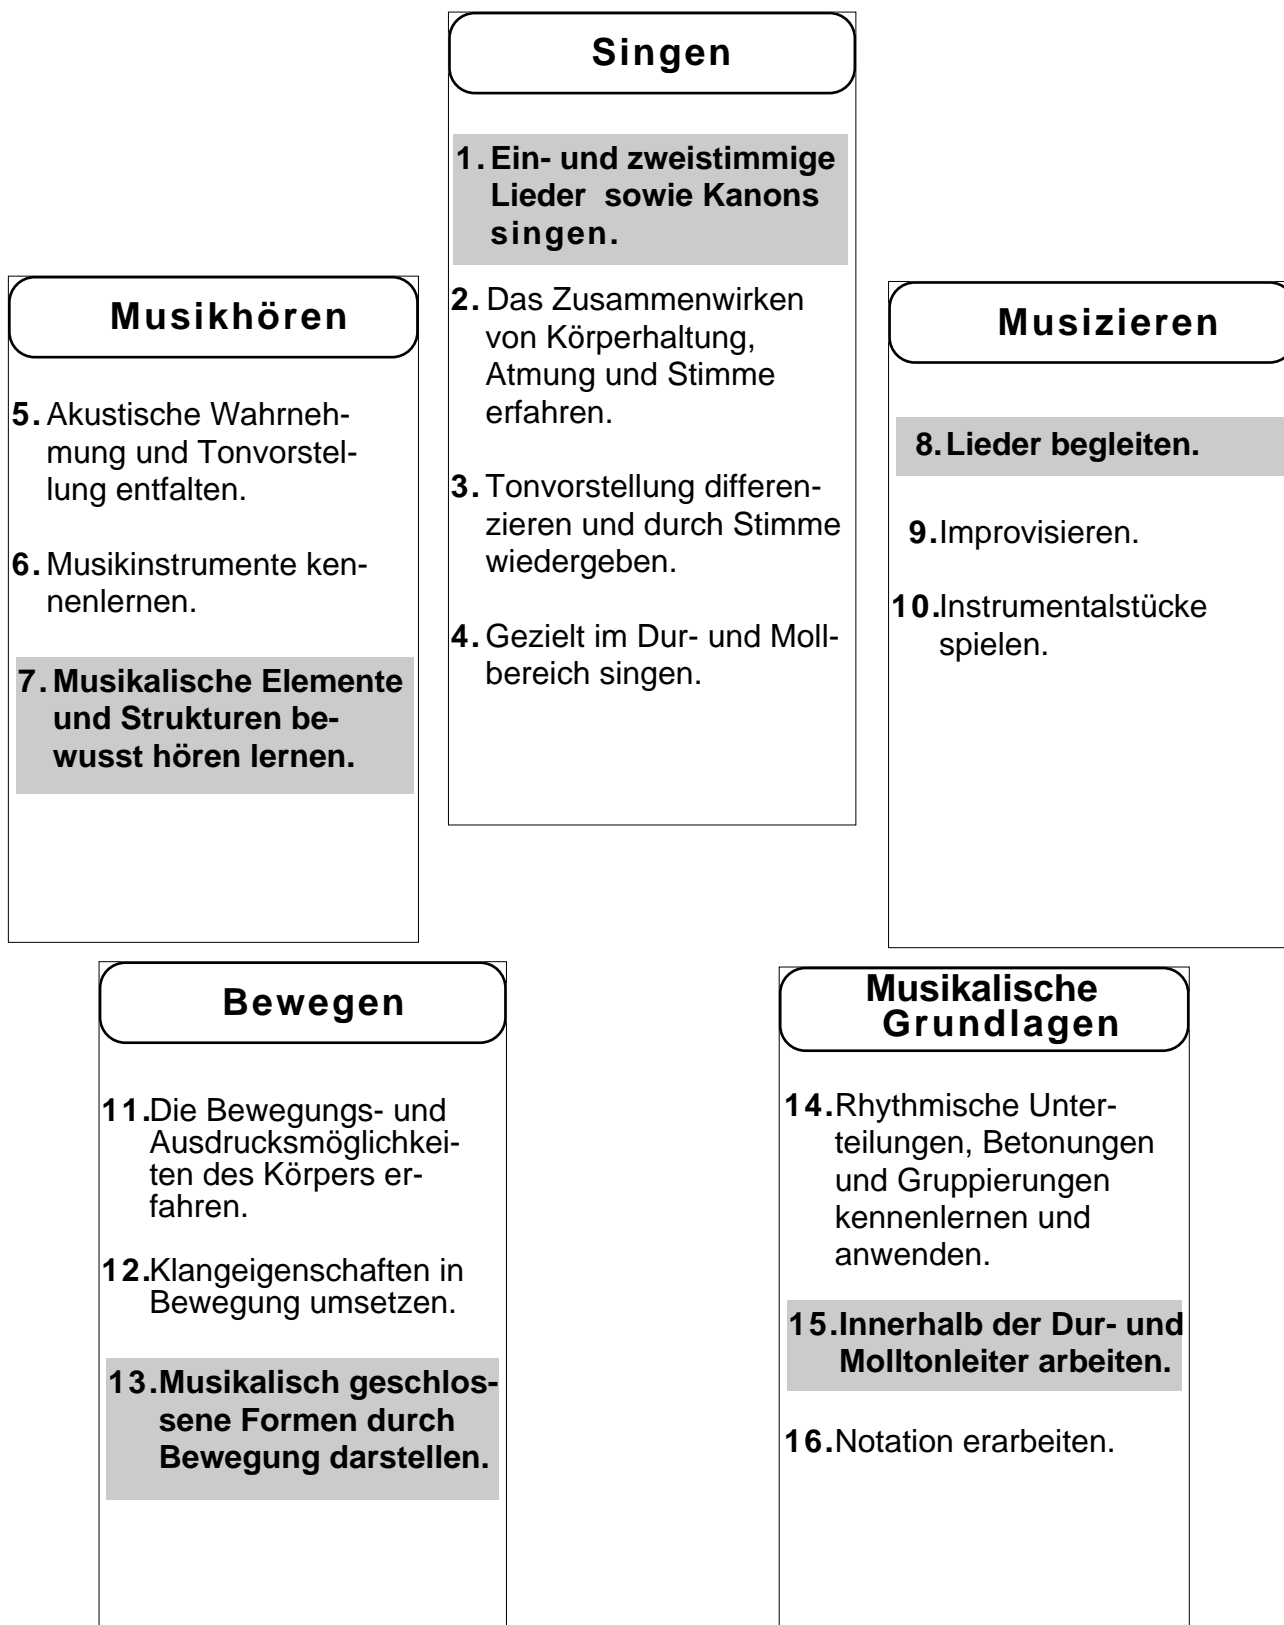 Singen
1. Ein- und zweistimmige
Lieder sowie Kanons
singen.
2. Das Zusammenwirken
von Körperhaltung,
Atmung und Stimme
erfahren.
3. Tonvorstellung differen-
zieren und durch Stimme
wiedergeben.
4. Gezielt im Dur- und Moll-
bereich singen.
Musikhören
5. Akustische Wahrneh-
mung und Tonvorstel-
lung entfalten.
6. Musikinstrumente ken-
nenlernen.
7. Musikalische Elemente
und Strukturen be-
wusst hören lernen.
Musizieren
8. Lieder begleiten.
9. Improvisieren.
10. Instrumentalstücke
spielen.
Bewegen
11. Die Bewegungs- und
Ausdrucksmöglichkei-
ten des Körpers er-
fahren.
12. Klangeigenschaften in
Bewegung umsetzen.
13. Musikalisch geschlos-
sene Formen durch
Bewegung darstellen.
Musikalische
Grundlagen
14. Rhythmische Unter-
teilungen, Betonungen
und Gruppierungen
kennenlernen und
anwenden.
15. Innerhalb der Dur- und
Molltonleiter arbeiten.
16. Notation erarbeiten.